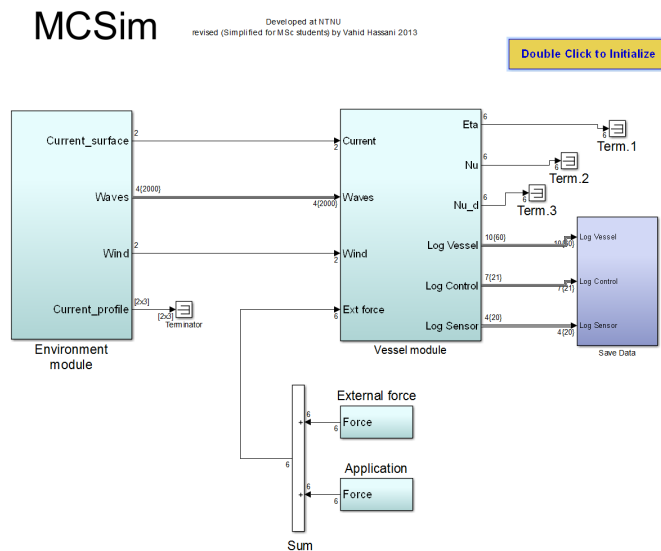 MCSim
Developed at NTNU
revised (Simplified for MSc students) by Vahid Hassani 2013
Double Click to Initialize
Current_surface
2
Waves
4{2000}
Wind
2
Current_profile
[2x3]
[2x3]
Terminator
Environment
module
Current
2
Waves
4{2000}
Wind
2
Ext force
6
Eta
6
Nu
6
Nu_d
6
Log Vessel
10{60}
Log Control
7{21}
Log Sensor
4{20}
Vessel module
6
Term.1
6
Term.2
6
Term.3
Log Vessel
10{60}
Log Control
7{21}
Log Sensor
4{20}
Save Data
External force
Force
6
6
+
Application
Force
6
6
+
6
Sum